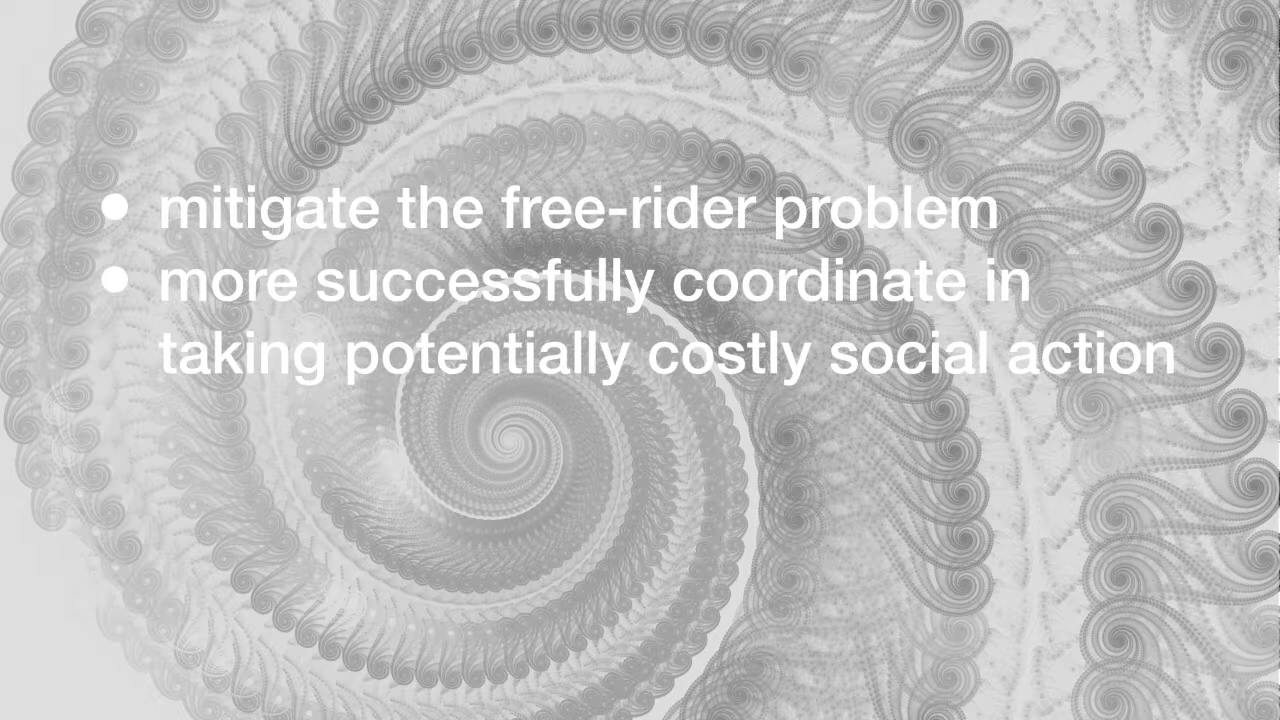 • mitigate the free-rider problem
• more successfully coordinate in
taking potentially costly social action